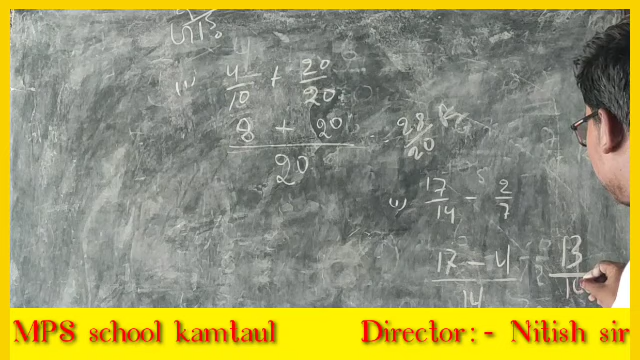 4/10 + 20/20
8 + 20 / 20 = 28/20
ii) 17/14 - 2/7
17 - 4 / 14 = 13/14
MPS school kamtaul Director:- Nitish sir